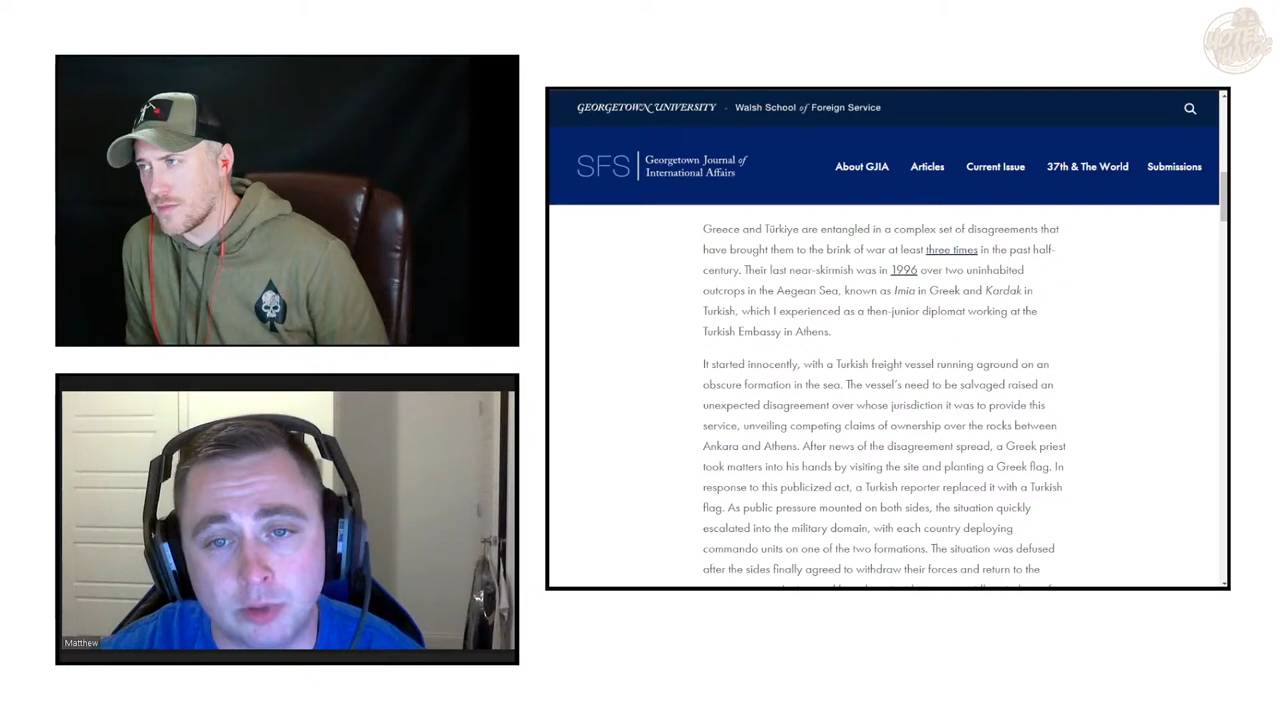 HOTEL
HAVOC
GEORGETOWN UNIVERSITY
Walsh School of Foreign Service
SFS
Georgetown Journal of
International Affairs
About GJIA
Articles
Current Issue
37th & The World
Submissions
Greece and Türkiye are entangled in a complex set of disagreements that
have brought them to the brink of war at least three times in the past half-
century. Their last near-skirmish was in 1996 over two uninhabited
outcrops in the Aegean Sea, known as Imia in Greek and Kardak in
Turkish, which I experienced as a then-junior diplomat working at the
Turkish Embassy in Athens.
It started innocently, with a Turkish freight vessel running aground on an
obscure formation in the sea. The vessel's need to be salvaged raised an
unexpected disagreement over whose jurisdiction it was to provide this
service, unveiling competing claims of ownership over the rocks between
Ankara and Athens. After news of the disagreement spread, a Greek priest
took matters into his hands by visiting the site and planting a Greek flag. In
response to this publicized act, a Turkish reporter replaced it with a Turkish
flag. As public pressure mounted on both sides, the situation quickly
escalated into the military domain, with each country deploying
commando units on one of the two formations. The situation was defused
after the sides finally agreed to withdraw their forces and return to the
Matthew